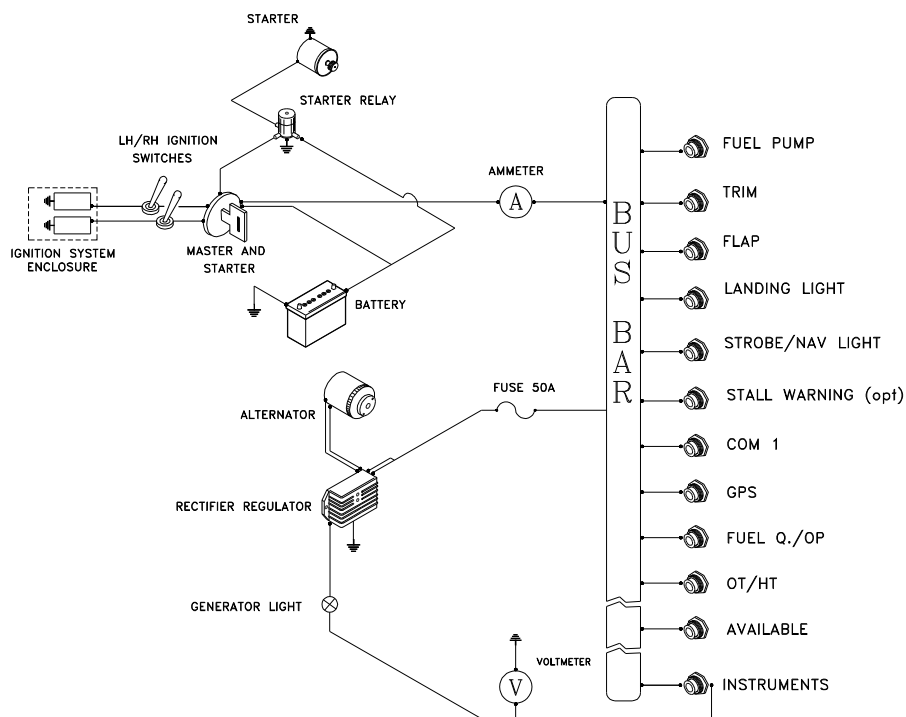 STARTER
STARTER RELAY
LH/RH IGNITION
SWITCHES
IGNITION SYSTEM
ENCLOSURE
MASTER AND
STARTER
BATTERY
AMMETER
A
ALTERNATOR
FUSE 50A
RECTIFIER REGULATOR
GENERATOR LIGHT
VOLTMETER
V
BUS BAR
FUEL PUMP
TRIM
FLAP
LANDING LIGHT
STROBE/NAV LIGHT
STALL WARNING (opt)
COM 1
GPS
FUEL Q./OP
OT/HT
AVAILABLE
INSTRUMENTS